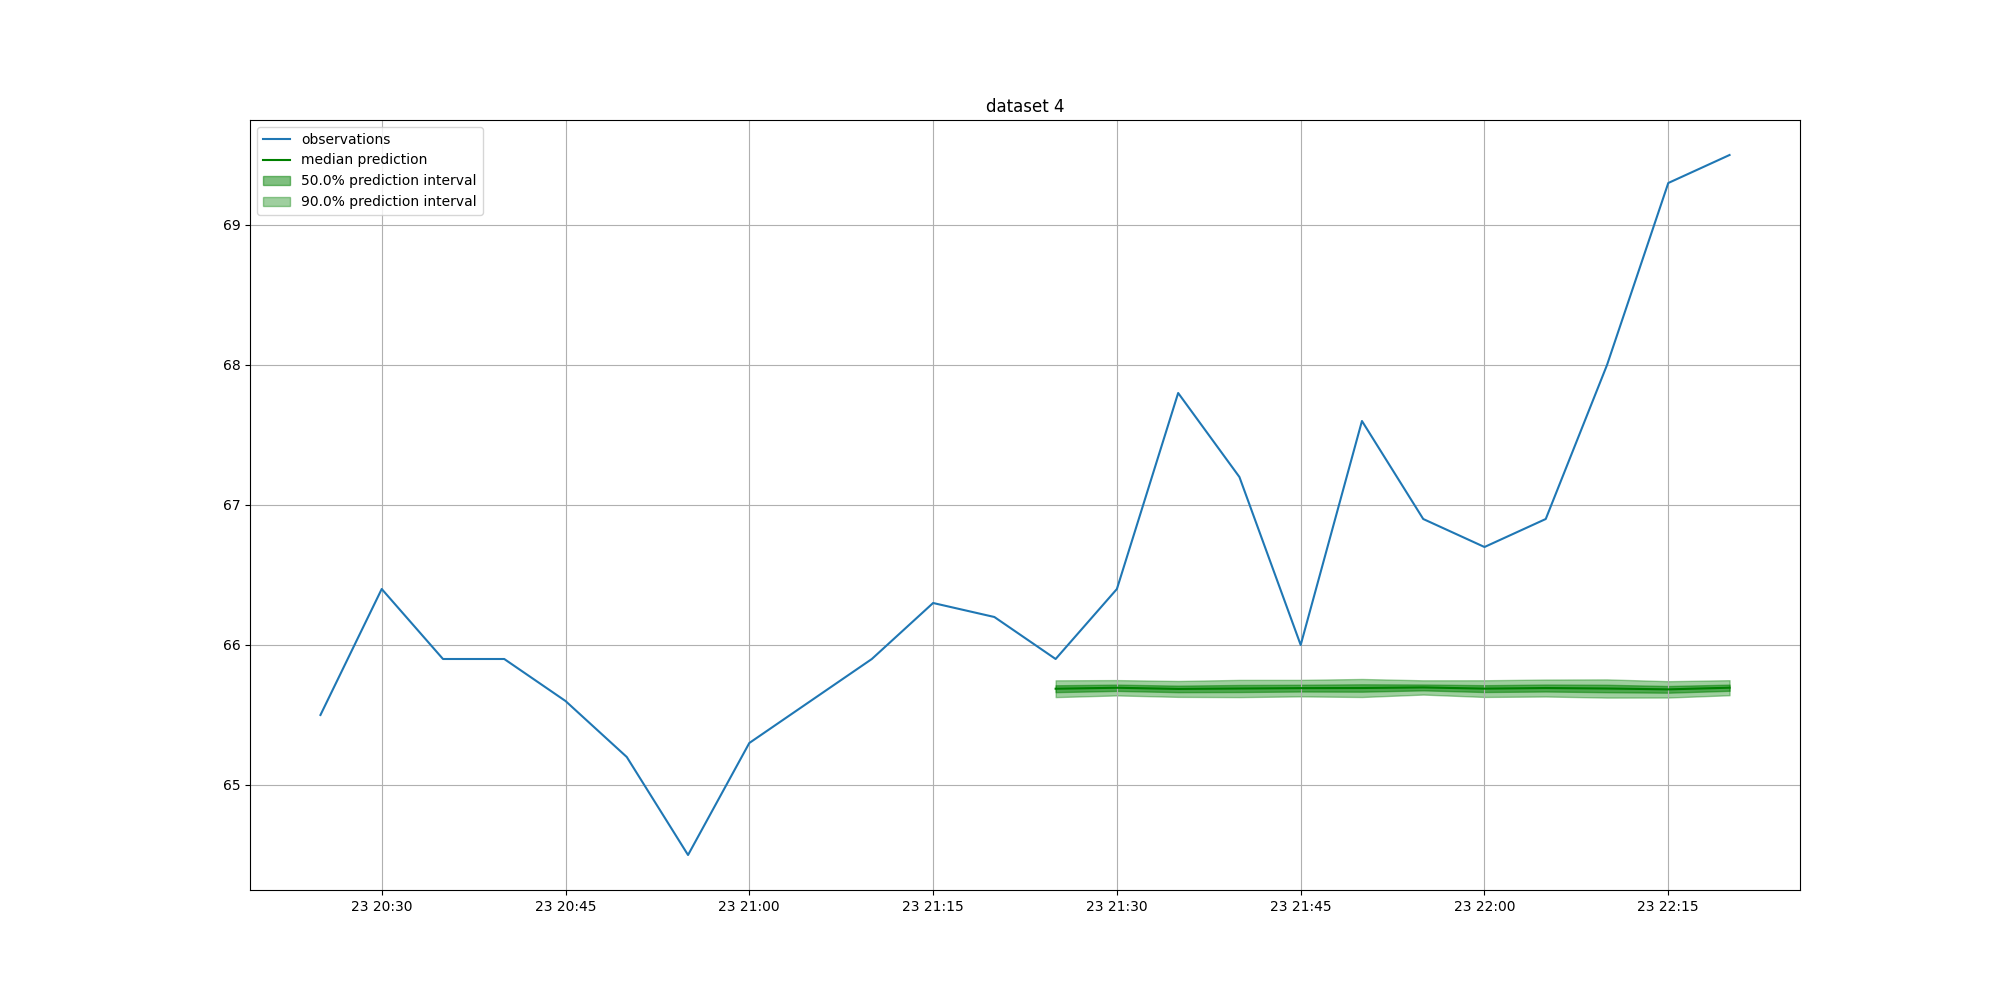 dataset 4
observations
median prediction
50.0% prediction interval
90.0% prediction interval
69
68
67
66
65
23 20:30
23 20:45
23 21:00
23 21:15
23 21:30
23 21:45
23 22:00
23 22:15